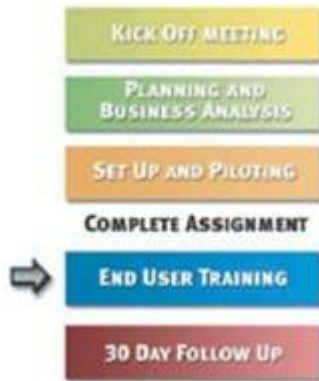 KICK OFF MEETING
PLANNING AND
BUSINESS ANALYSIS
SET UP AND PILOTING
COMPLETE ASSIGNMENT
END USER TRAINING
30 DAY FOLLOW UP